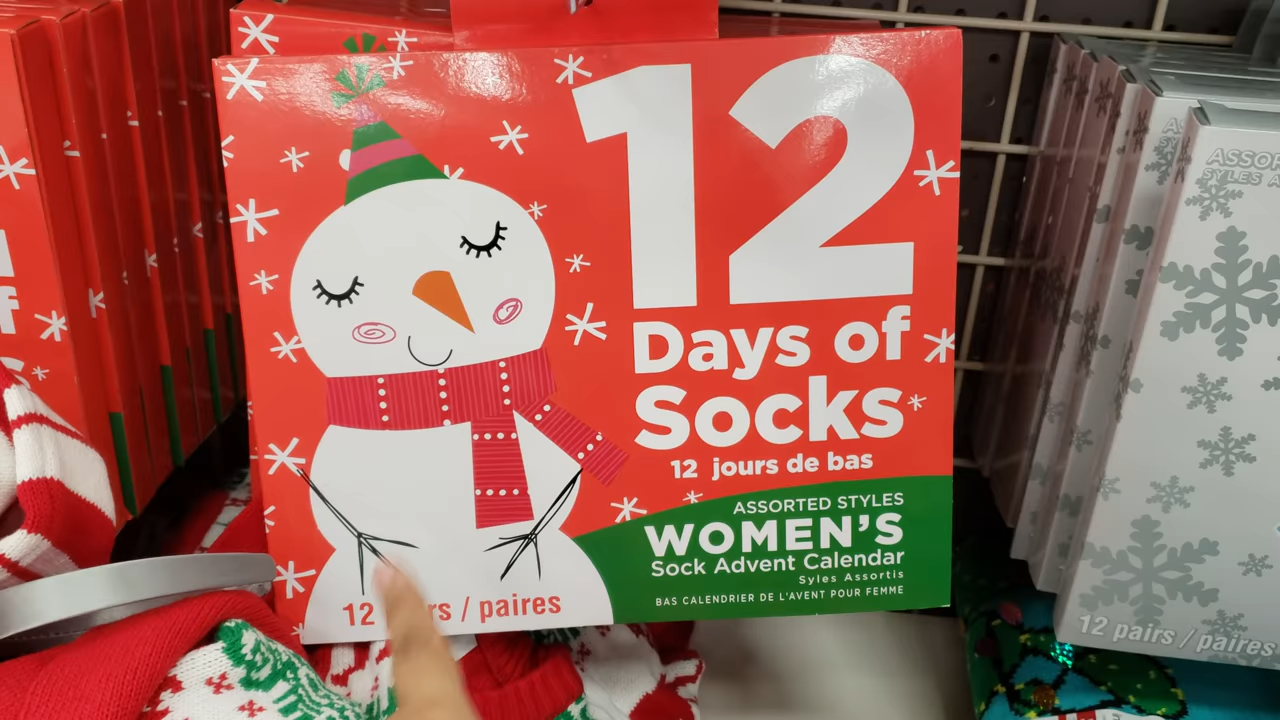 12
Days of
Socks
12 jours de bas
ASSORTED STYLES
WOMEN'S
Sock Advent Calendar
Syles Assortis
BAS CALENDRIER DE L'AVENT POUR FEMME
12 / paires
12 pairs / paires